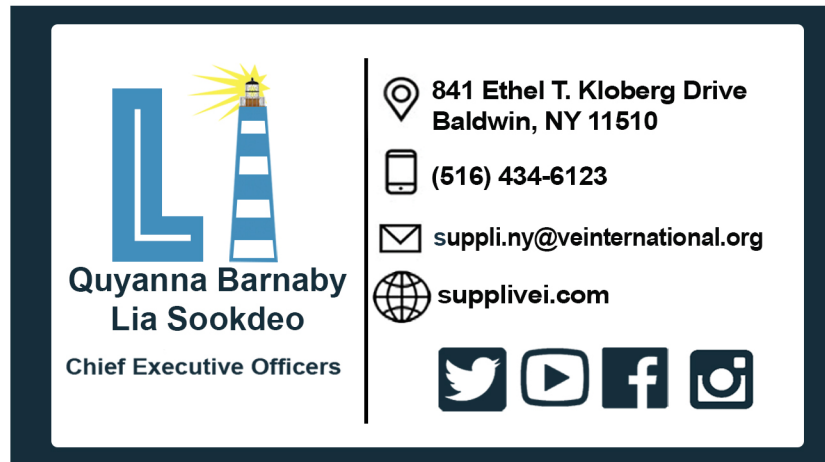 LI
Quyanna Barnaby
Lia Sookdeo
Chief Executive Officers
841 Ethel T. Kloberg Drive
Baldwin, NY 11510
(516) 434-6123
suppli.ny@veinternational.org
supplivei.com